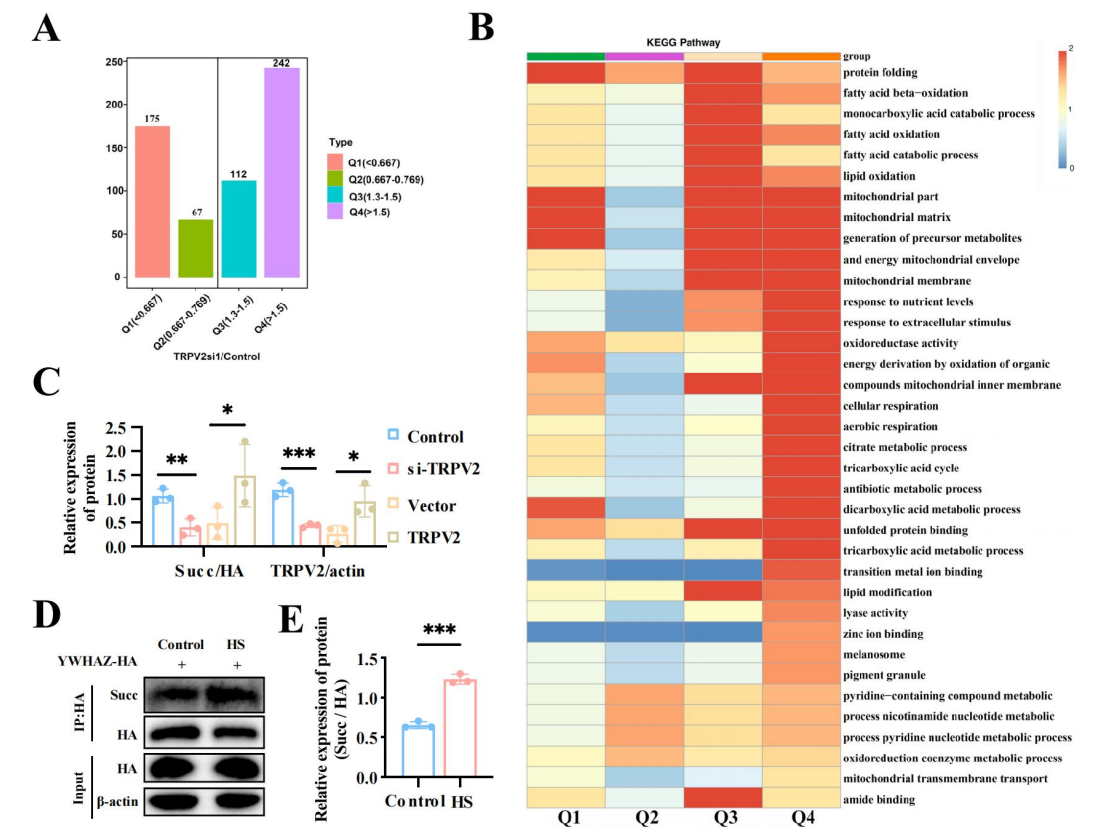 A
250
200
150
100
50
0
175
67
112
242
Type
Q1(<0.667)
Q2(0.667-0.769)
Q3(1.3-1.5)
Q4(>1.5)
Q1(<0.667)
Q2(0.667-0.769)
Q3(1.3-1.5)
Q4(>1.5)
TRPV2si1/Control
B
KEGG Pathway
group
protein folding
fatty acid beta−oxidation
monocarboxylic acid catabolic process
fatty acid oxidation
fatty acid catabolic process
lipid oxidation
mitochondrial part
mitochondrial matrix
generation of precursor metabolites
and energy mitochondrial envelope
mitochondrial membrane
response to nutrient levels
response to extracellular stimulus
oxidoreductase activity
energy derivation by oxidation of organic
compounds mitochondrial inner membrane
cellular respiration
aerobic respiration
citrate metabolic process
tricarboxylic acid cycle
antibiotic metabolic process
dicarboxylic acid metabolic process
unfolded protein binding
tricarboxylic acid metabolic process
transition metal ion binding
lipid modification
lyase activity
zinc ion binding
melanosome
pigment granule
pyridine−containing compound metabolic
process nicotinamide nucleotide metabolic
process pyridine nucleotide metabolic process
oxidoreduction coenzyme metabolic process
mitochondrial transmembrane transport
amide binding
Q1 Q2 Q3 Q4
2
1
0
C
Relative expression
of protein
2.5
2.0
1.5
1.0
0.5
0.0
** * *** *
Succ/HA TRPV2/actin
Control
si-TRPV2
Vector
TRPV2
D
Control HS
YWHAZ-HA + +
IP:HA
Succ
HA
Input
HA
β-actin
E
Relative expression of protein
(Succ / HA)
1.5
1.0
0.5
0.0
***
Control HS